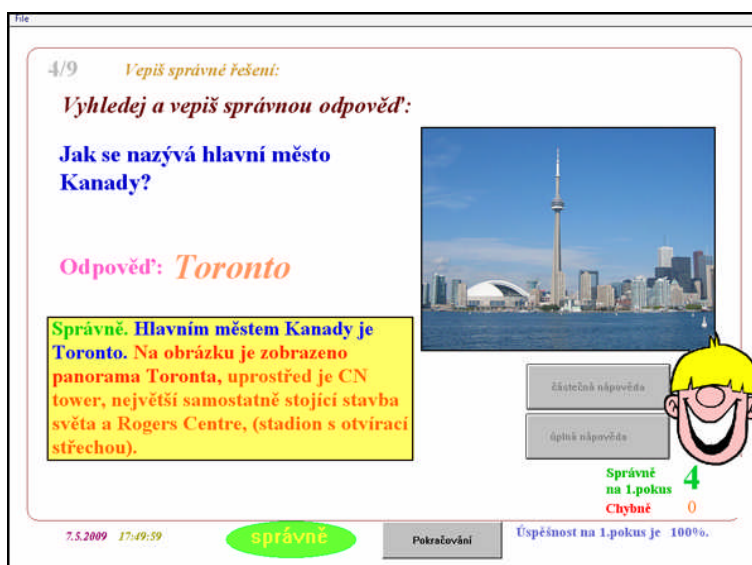 File
4/9 Vepiš správné řešení:
Vyhledej a vepiš správnou odpověď:
Jak se nazývá hlavní město
Kanady?
Odpověď: Toronto
Správně. Hlavním městem Kanady je
Toronto. Na obrázku je zobrazeno
panorama Toronta, uprostřed je CN
tower, největší samostatně stojící stavba
světa a Rogers Centre, (stadion s otvírací
střechou).
částečná nápověda
úplná nápověda
Správně
na 1.pokus 4
Chybně 0
7.5.2009 17:49:59
správně
Pokračování
Úspěšnost na 1.pokus je 100%.